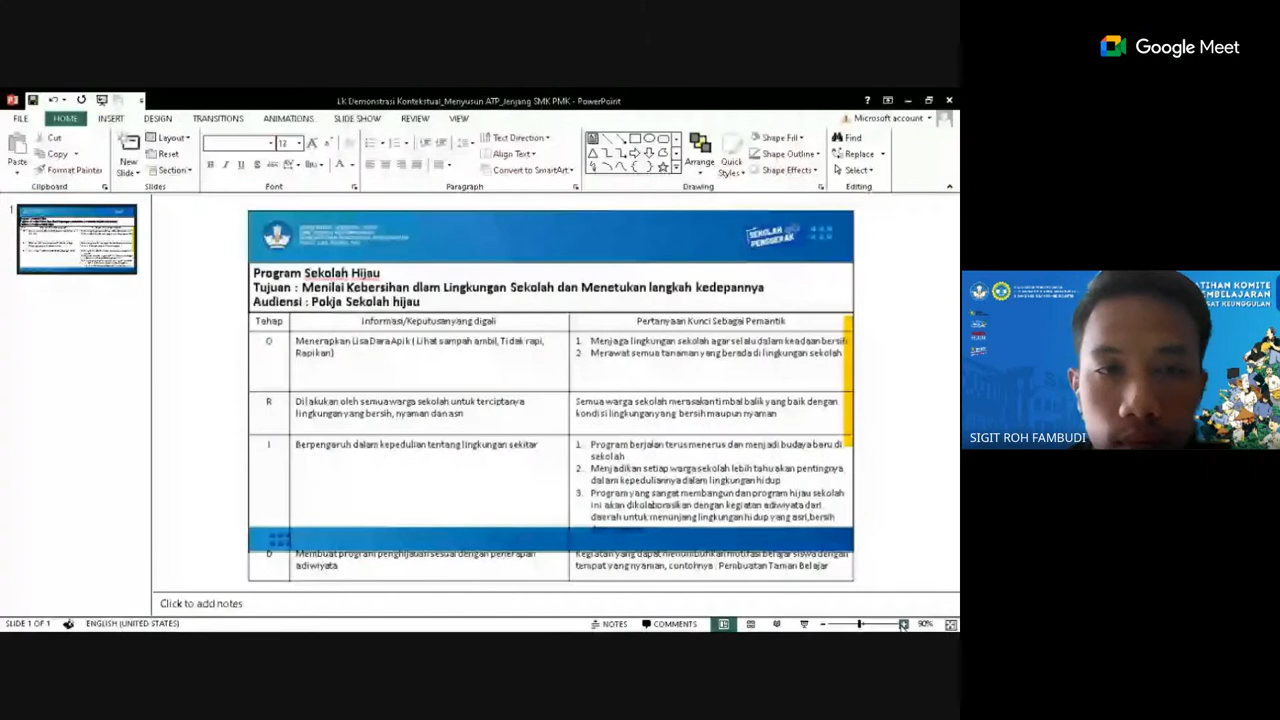 Google Meet
LK Demonstrasi Kontekstual_Menyusun ATP_Jenjang SMK PMK - PowerPoint
FILE HOME INSERT DESIGN TRANSITIONS ANIMATIONS SLIDE SHOW REVIEW VIEW
Microsoft account
Paste
Cut
Copy
Format Painter
Clipboard
New
Slide
Layout
Reset
Section
Slides
12
Font
Text Direction
Align Text
Convert to SmartArt
Paragraph
Arrange
Quick
Styles
Shape Fill
Shape Outline
Shape Effects
Drawing
Find
Replace
Select
Editing
1
SEKOLAH
PENGGERAK
Program Sekolah Hijau
Tujuan : Menilai Kebersihan dlam Lingkungan Sekolah dan Menetukan langkah kedepannya
Audiensi : Pokja Sekolah hijau
Tahap
Informasi/Keputusan yang digali
Pertanyaan Kunci Sebagai Pemantik
O
Menerapkan Lisa Dara Apik ( Lihat sampah ambil, Tidak rapi,
Rapikan)
1. Menjaga lingkungan sekolah agar selalu dalam keadaan bersih
2. Merawat semua tanaman yang berada di lingkungan sekolah
R
Dilakukan oleh semua warga sekolah untuk terciptanya
lingkungan yang bersih, nyaman dan asri
Semua warga sekolah merasakan timbal balik yang baik dengan
kondisi lingkungan yang bersih maupun nyaman
I
Berpengaruh dalam kepedulian tentang lingkungan sekitar
1. Program berjalan terus menerus dan menjadi budaya baru di
sekolah
2. Menjadikan setiap warga sekolah lebih tahu akan pentingnya
dalam kepeduliannya dalam lingkungan hidup
3. Program yang sangat membangun dan program hijau sekolah
ini akan dikolaborasikan dengan kegiatan adiwyata dari
daerah untuk menunjang lingkungan hidup yang asri,bersih
D
Membuat program penghijauan sesuai dengan penerapan
adiwyata
Kegiatan yang dapat menumbuhkan motifasi belajar siswa dengan
tempat yang nyaman, contohnya : Pembuatan Taman Belajar
Click to add notes
SLIDE 1 OF 1 ENGLISH (UNITED STATES) NOTES COMMENTS 90%
ATIHAN KOMITE
EMBELAJARAN
SAT KEUNGGULAN
SIGIT ROH FAMBUDI